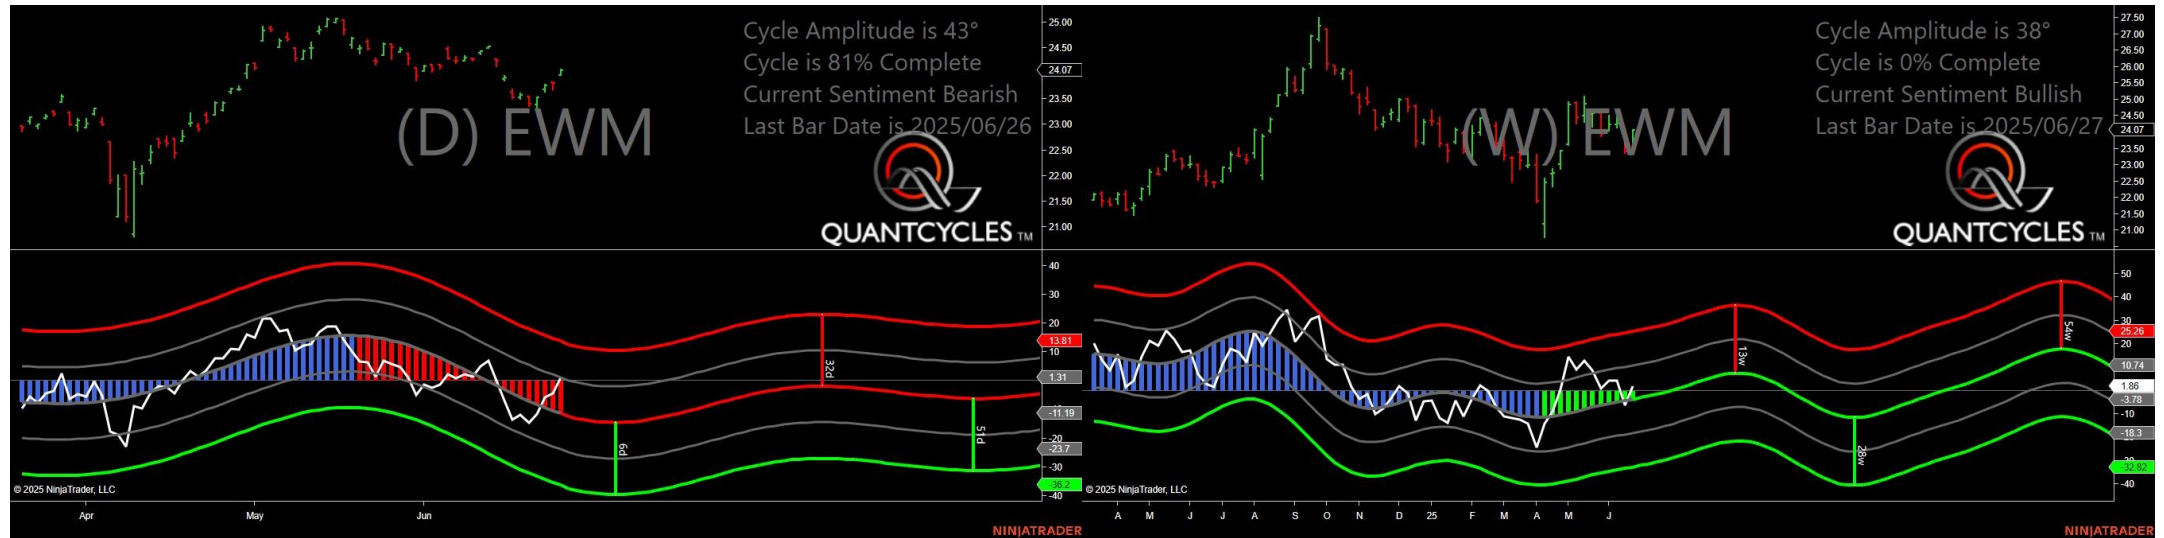 Cycle Amplitude is 43°
Cycle is 81% Complete
Current Sentiment Bearish
Last Bar Date is 2025/06/26
(D) EWM
QUANTCYCLES TM
25.00
24.50
24.07
23.50
23.00
22.50
22.00
21.50
21.00
40
30
20
13.81
10
1.31
-11.19
-20
-23.7
-30
-36.2
-40
6d
32d
51d
© 2025 NinjaTrader, LLC
Apr
May
Jun
NINJATRADER
Cycle Amplitude is 38°
Cycle is 0% Complete
Current Sentiment Bullish
Last Bar Date is 2025/06/27
(W) EWM
QUANTCYCLES TM
27.50
27.00
26.50
26.00
25.50
25.00
24.50
24.07
23.50
23.00
22.50
22.00
21.50
21.00
50
40
30
25.26
20
10.74
1.86
-3.78
-10
-18.3
-32.82
-40
13w
28w
54w
© 2025 NinjaTrader, LLC
A
M
J
J
A
S
O
N
D
25
F
M
A
M
J
NINJATRADER